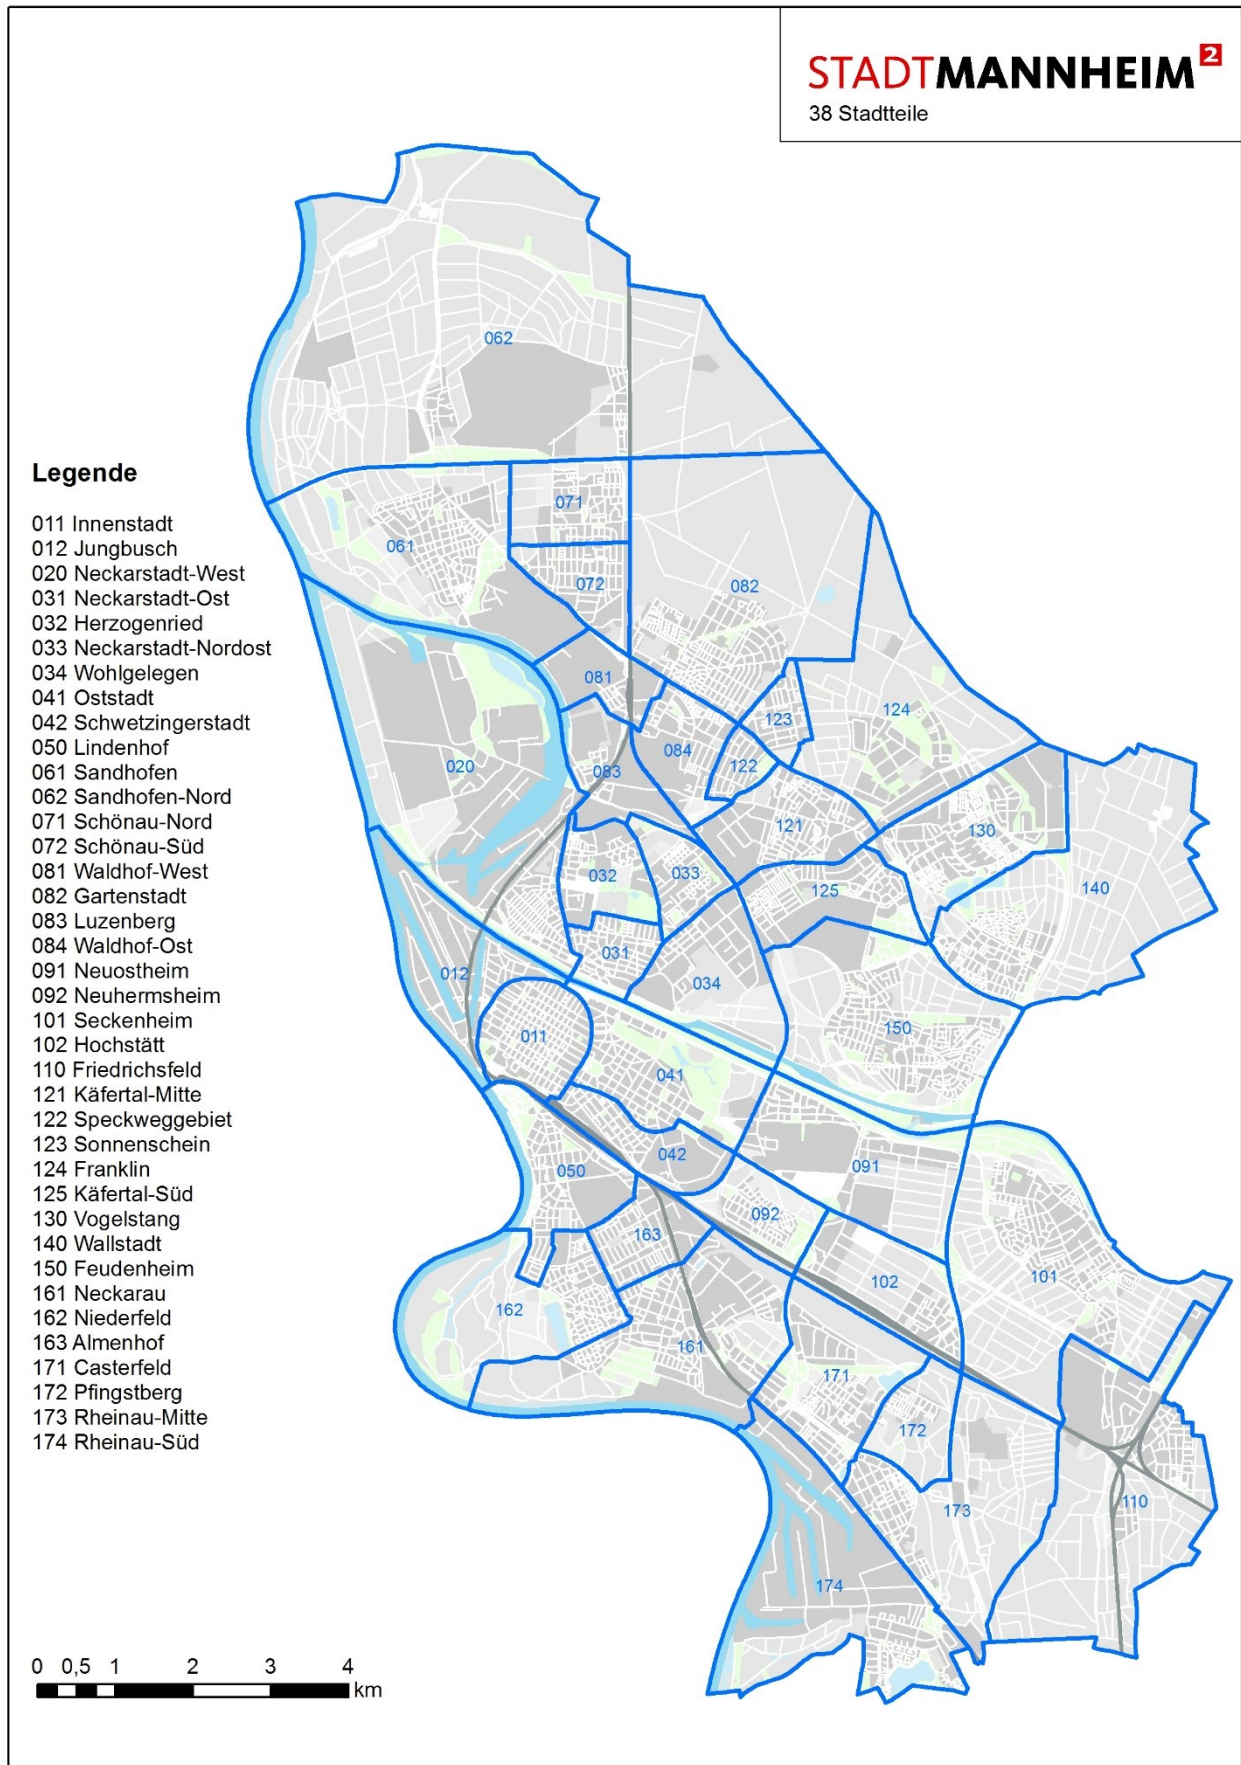 STADTMANNHEIM²
38 Stadtteile
062
071
061
072
082
081
123
124
084
020
083
122
121
130
032
033
125
140
031
012
034
011
150
041
042
091
050
092
163
102
101
162
161
171
172
173
110
174
Legende
011 Innenstadt
012 Jungbusch
020 Neckarstadt-West
031 Neckarstadt-Ost
032 Herzogenried
033 Neckarstadt-Nordost
034 Wohlgelegen
041 Oststadt
042 Schwetzingerstadt
050 Lindenhof
061 Sandhofen
062 Sandhofen-Nord
071 Schönau-Nord
072 Schönau-Süd
081 Waldhof-West
082 Gartenstadt
083 Luzenberg
084 Waldhof-Ost
091 Neuostheim
092 Neuhermsheim
101 Seckenheim
102 Hochstätt
110 Friedrichsfeld
121 Käfertal-Mitte
122 Speckweggebiet
123 Sonnenschein
124 Franklin
125 Käfertal-Süd
130 Vogelstang
140 Wallstadt
150 Feudenheim
161 Neckarau
162 Niederfeld
163 Almenhof
171 Casterfeld
172 Pfingstberg
173 Rheinau-Mitte
174 Rheinau-Süd
0 0,5 1 2 3 4
km